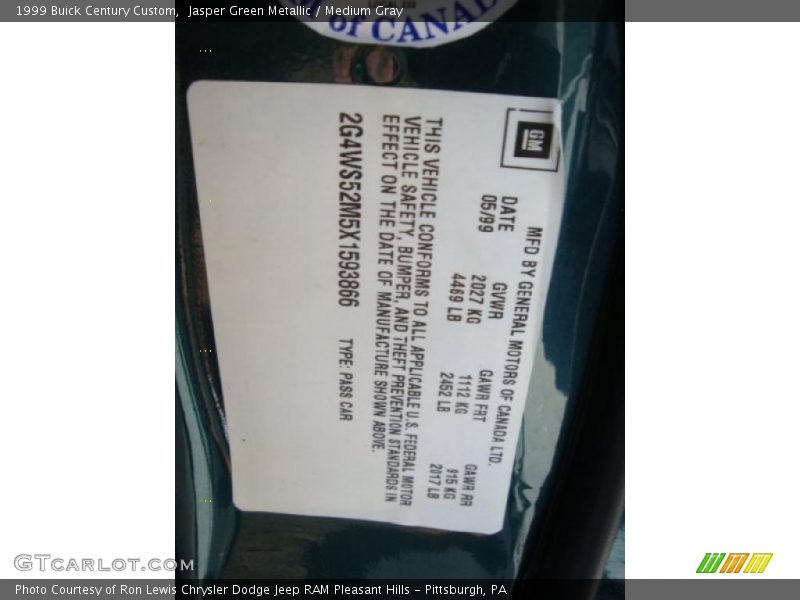 1999 Buick Century Custom, Jasper Green Metallic / Medium Gray
of CANAD
GM
MFD BY GENERAL MOTORS OF CANADA LTD.
DATE GVWR GAWR FRT GAWR RR
05/99 2027 KG 1112 KG 915 KG
4469 LB 2452 LB 2017 LB
THIS VEHICLE CONFORMS TO ALL APPLICABLE U.S. FEDERAL MOTOR
VEHICLE SAFETY, BUMPER, AND THEFT PREVENTION STANDARDS IN
EFFECT ON THE DATE OF MANUFACTURE SHOWN ABOVE.
2G4WS52M5X1593866 TYPE: PASS CAR
GTCarLot.com
Photo Courtesy of Ron Lewis Chrysler Dodge Jeep RAM Pleasant Hills - Pittsburgh, PA